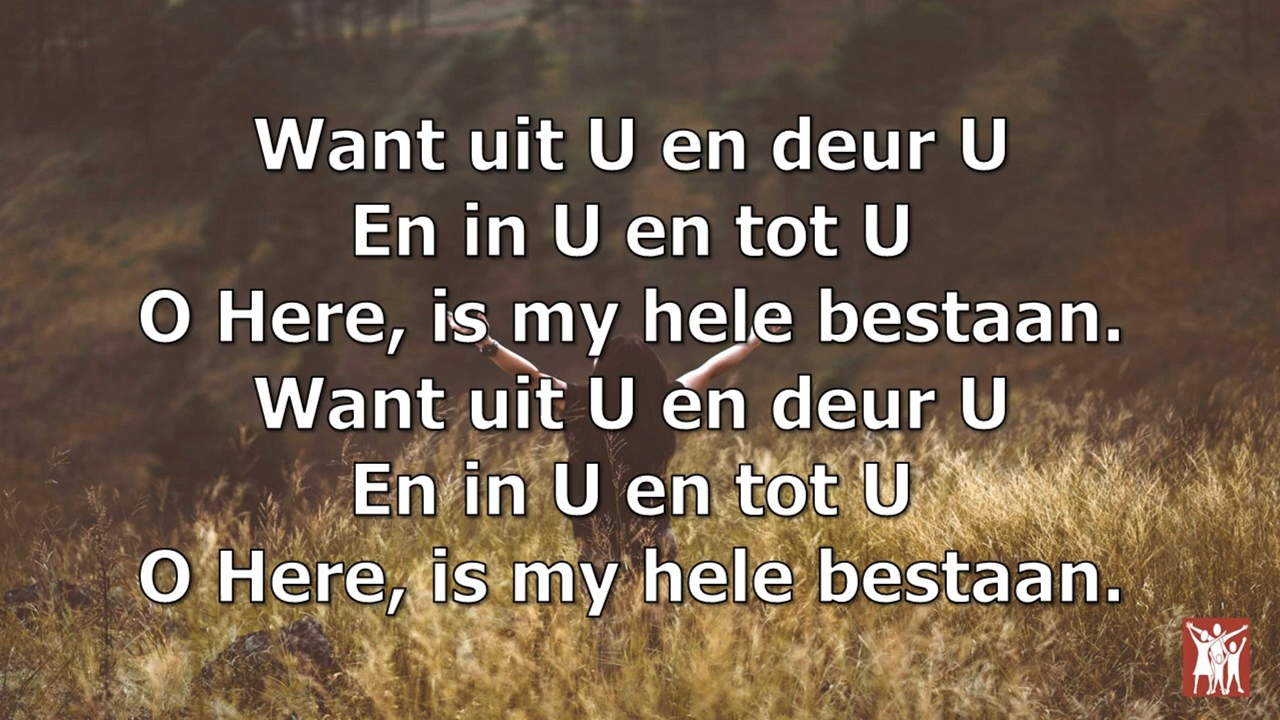 Want uit U en deur U
En in U en tot U
O Here, is my hele bestaan.
Want uit U en deur U
En in U en tot U
O Here, is my hele bestaan.